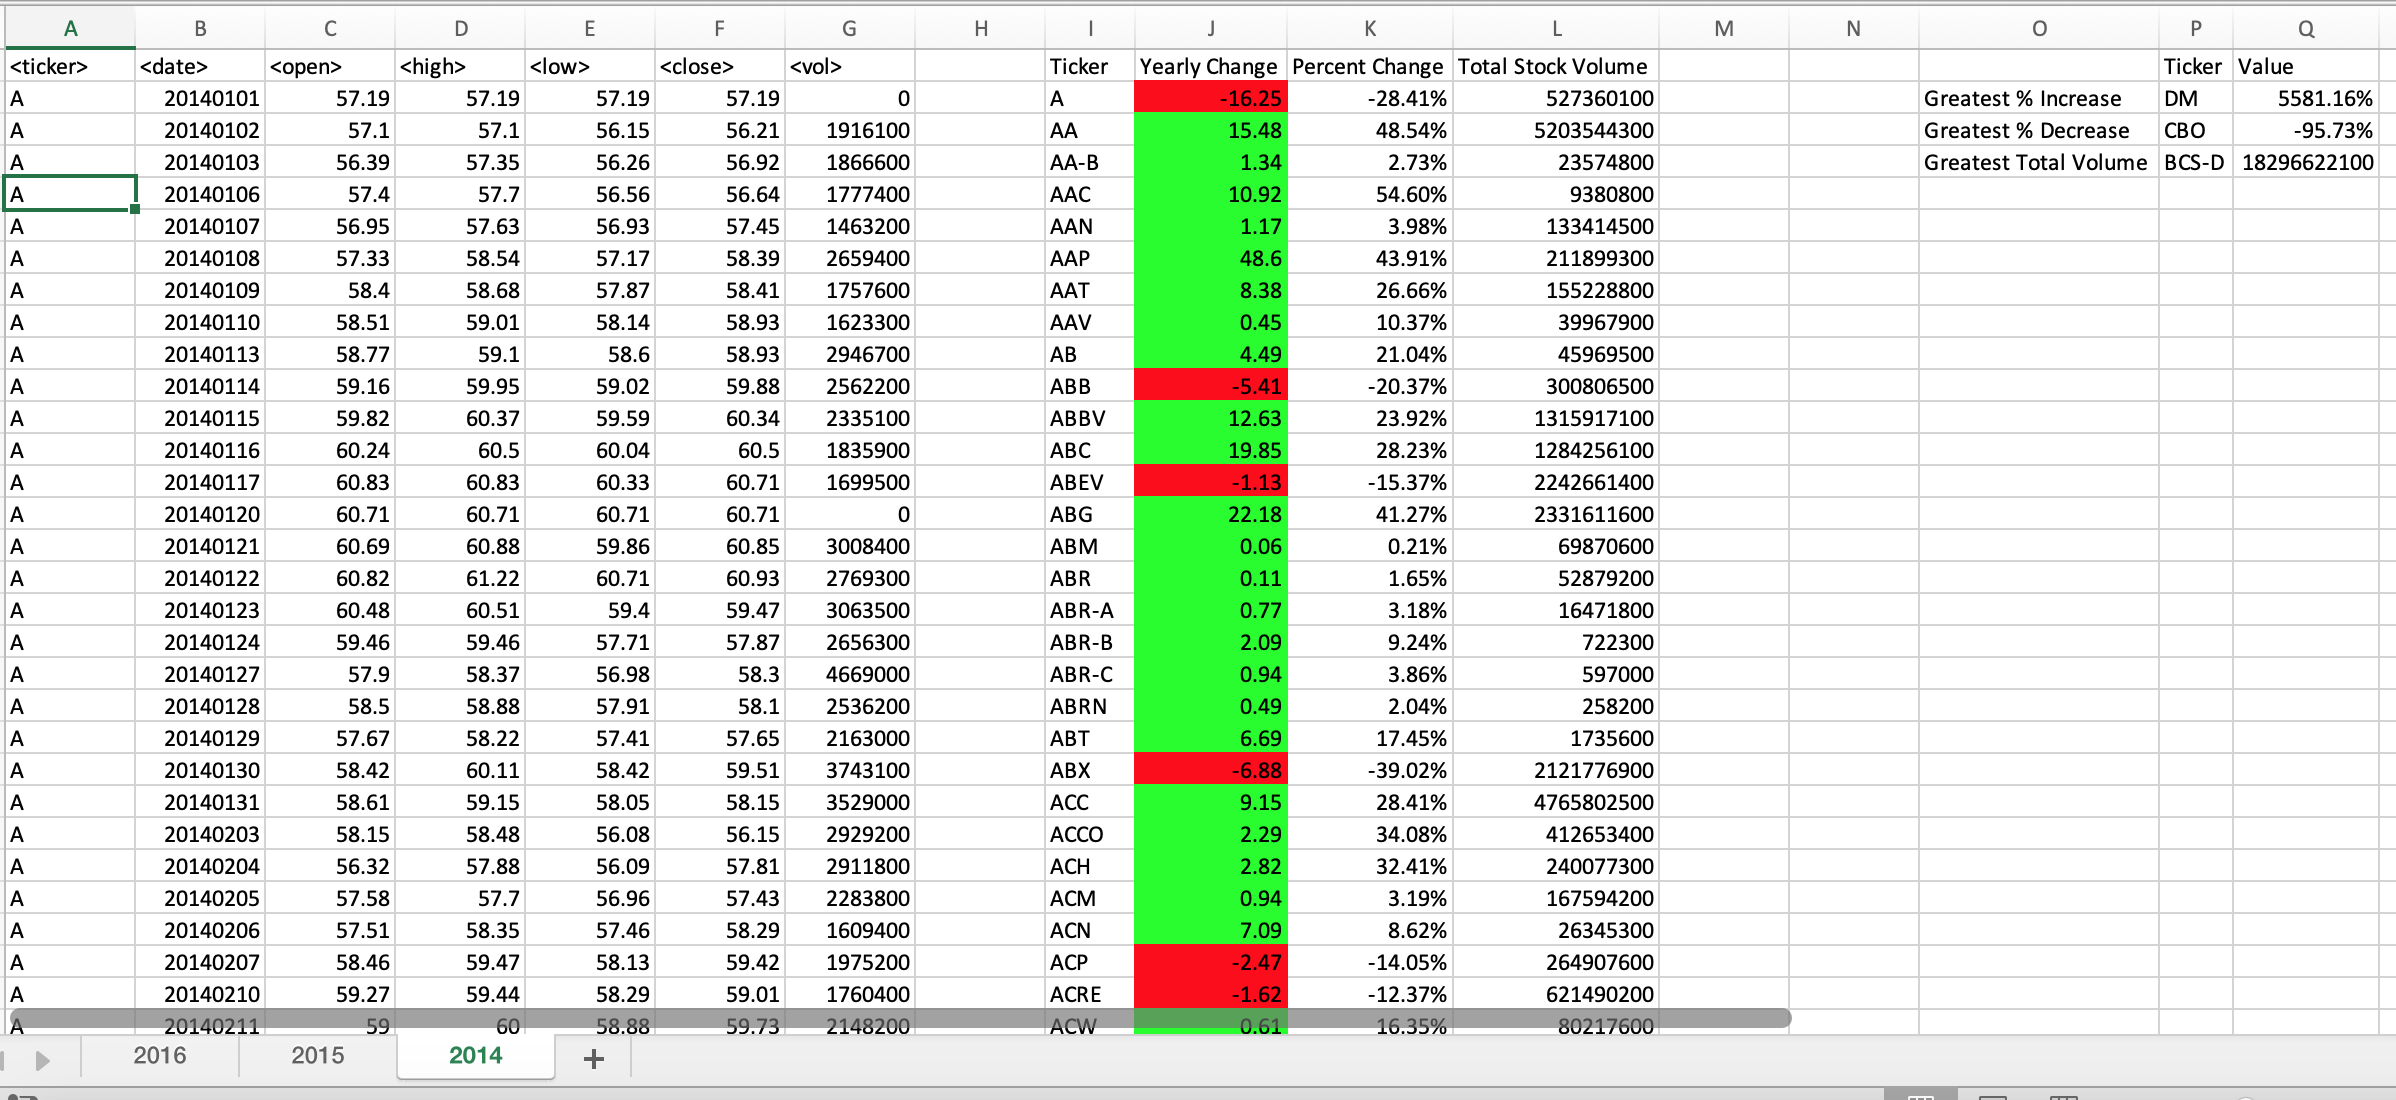 A B C D E F G H I J K L M N O P Q
<ticker> <date> <open> <high> <low> <close> <vol> Ticker Yearly Change Percent Change Total Stock Volume Ticker Value
A 20140101 57.19 57.19 57.19 57.19 0 A -16.25 -28.41% 527360100 Greatest % Increase DM 5581.16%
A 20140102 57.1 57.1 56.15 56.21 1916100 AA 15.48 48.54% 5203544300 Greatest % Decrease CBO -95.73%
A 20140103 56.39 57.35 56.26 56.92 1866600 AA-B 1.34 2.73% 23574800 Greatest Total Volume BCS-D 18296622100
A 20140106 57.4 57.7 56.56 56.64 1777400 AAC 10.92 54.60% 9380800
A 20140107 56.95 57.63 56.93 57.45 1463200 AAN 1.17 3.98% 133414500
A 20140108 57.33 58.54 57.17 58.39 2659400 AAP 48.6 43.91% 211899300
A 20140109 58.4 58.68 57.87 58.41 1757600 AAT 8.38 26.66% 155228800
A 20140110 58.51 59.01 58.14 58.93 1623300 AAV 0.45 10.37% 39967900
A 20140113 58.77 59.1 58.6 58.93 2946700 AB 4.49 21.04% 45969500
A 20140114 59.16 59.95 59.02 59.88 2562200 ABB -5.41 -20.37% 300806500
A 20140115 59.82 60.37 59.59 60.34 2335100 ABBV 12.63 23.92% 1315917100
A 20140116 60.24 60.5 60.04 60.5 1835900 ABC 19.85 28.23% 1284256100
A 20140117 60.83 60.83 60.33 60.71 1699500 ABEV -1.13 -15.37% 2242661400
A 20140120 60.71 60.71 60.71 60.71 0 ABG 22.18 41.27% 2331611600
A 20140121 60.69 60.88 59.86 60.85 3008400 ABM 0.06 0.21% 69870600
A 20140122 60.82 61.22 60.71 60.93 2769300 ABR 0.11 1.65% 52879200
A 20140123 60.48 60.51 59.4 59.47 3063500 ABR-A 0.77 3.18% 16471800
A 20140124 59.46 59.46 57.71 57.87 2656300 ABR-B 2.09 9.24% 722300
A 20140127 57.9 58.37 56.98 58.3 4669000 ABR-C 0.94 3.86% 597000
A 20140128 58.5 58.88 57.91 58.1 2536200 ABRN 0.49 2.04% 258200
A 20140129 57.67 58.22 57.41 57.65 2163000 ABT 6.69 17.45% 1735600
A 20140130 58.42 60.11 58.42 59.51 3743100 ABX -6.88 -39.02% 2121776900
A 20140131 58.61 59.15 58.05 58.15 3529000 ACC 9.15 28.41% 4765802500
A 20140203 58.15 58.48 56.08 56.15 2929200 ACCO 2.29 34.08% 412653400
A 20140204 56.32 57.88 56.09 57.81 2911800 ACH 2.82 32.41% 240077300
A 20140205 57.58 57.7 56.96 57.43 2283800 ACM 0.94 3.19% 167594200
A 20140206 57.51 58.35 57.46 58.29 1609400 ACN 7.09 8.62% 26345300
A 20140207 58.46 59.47 58.13 59.42 1975200 ACP -2.47 -14.05% 264907600
A 20140210 59.27 59.44 58.29 59.01 1760400 ACRE -1.62 -12.37% 621490200
A 20140211 59 60 58.88 59.73 2148200 ACW 0.61 16.35% 80217600
2016 2015 2014 +